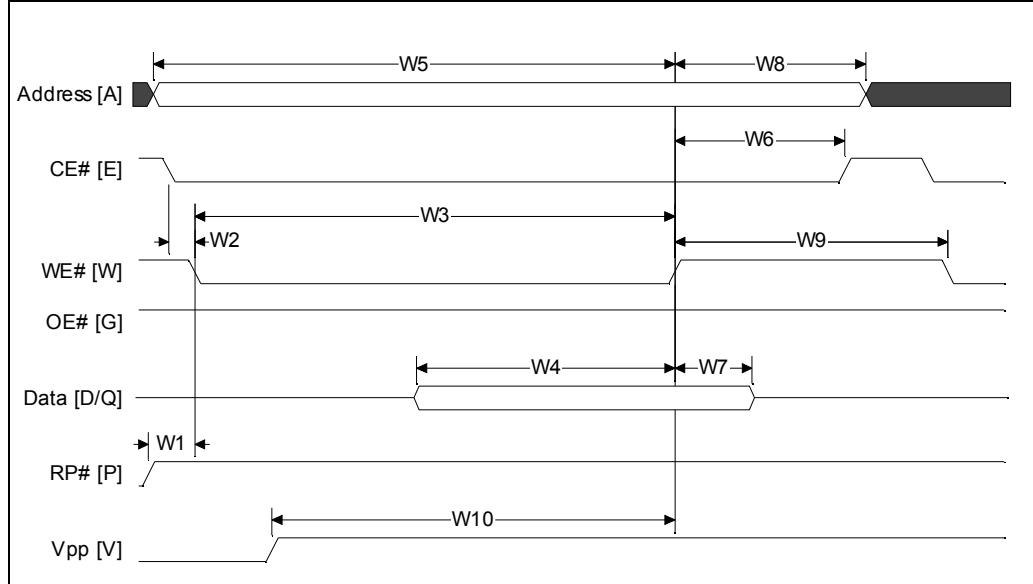 W5
W8
Address [A]
W6
CE# [E]
W3
W2
W9
WE# [W]
OE# [G]
W4
W7
Data [D/Q]
W1
RP# [P]
W10
Vpp [V]